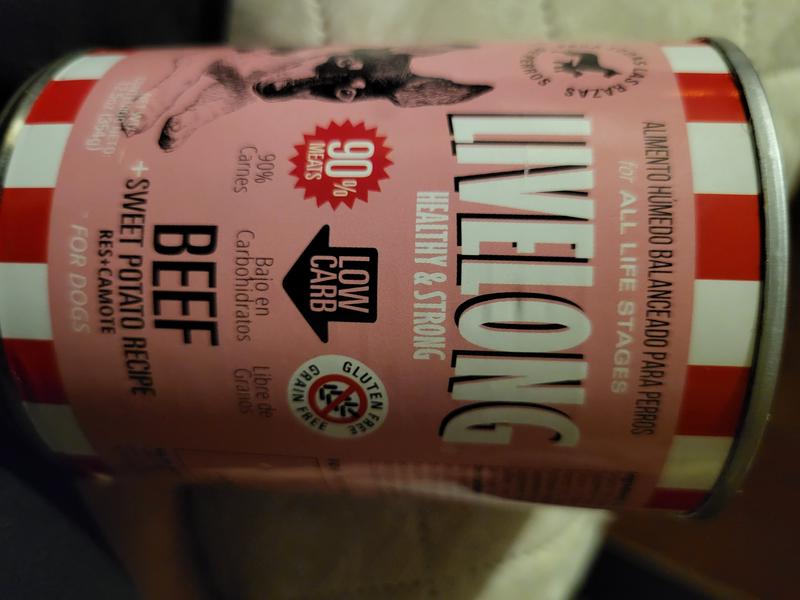 ALIMENTO HÚMEDO BALANCEADO PARA PERROS
for ALL LIFE STAGES
LIVELONG
HEALTHY & STRONG
90%
MEATS
LOW
CARB
GLUTEN FREE
GRAIN FREE
90%
Carnes
Bajo en
Carbohidratos
Libre de
Granos
BEEF
+SWEET POTATO RECIPE
RES+CAMOTE
FOR DOGS